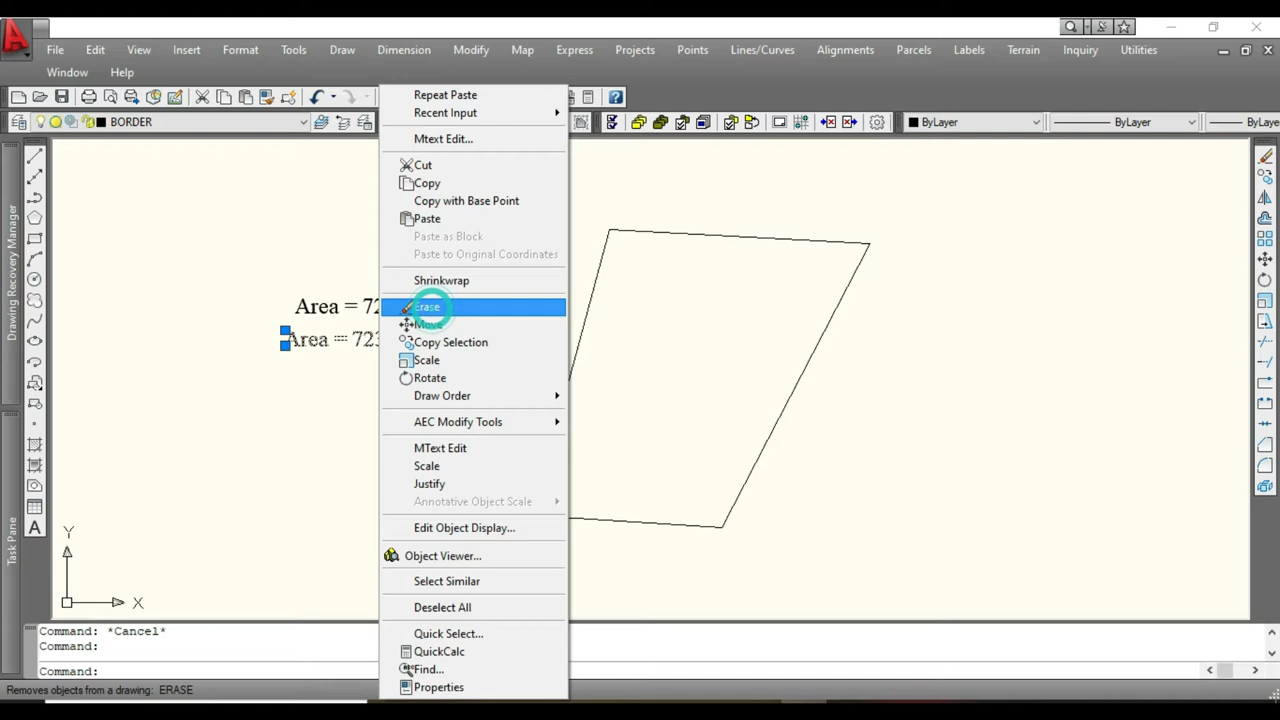 File Edit View Insert Format Tools Draw Dimension Modify Map Express Projects Points Lines/Curves Alignments Parcels Labels Terrain Inquiry Utilities
Window Help
BORDER
ByLayer
ByLayer
Repeat Paste
Recent Input
Mtext Edit...
Cut
Copy
Copy with Base Point
Paste
Paste as Block
Paste to Original Coordinates
Shrinkwrap
Erase
Move
Copy Selection
Scale
Rotate
Draw Order
AEC Modify Tools
MText Edit
Scale
Justify
Annotative Object Scale
Edit Object Display...
Object Viewer...
Select Similar
Deselect All
Quick Select...
QuickCalc
Find...
Properties
Area = 72
Area = 723
Drawing Recovery Manager
Task Pane
A
Y
X
Command: *Cancel*
Command:
Command:
Removes objects from a drawing: ERASE